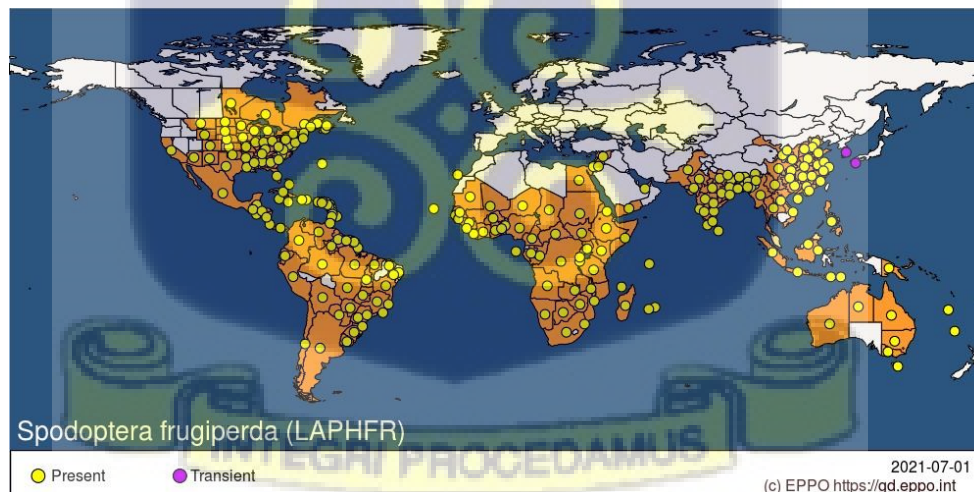 Spodoptera frugiperda (LAPHFR)
INTEGRI PROCEDAMUS
Present
Transient
2021-07-01
(c) EPPO https://gd.eppo.int